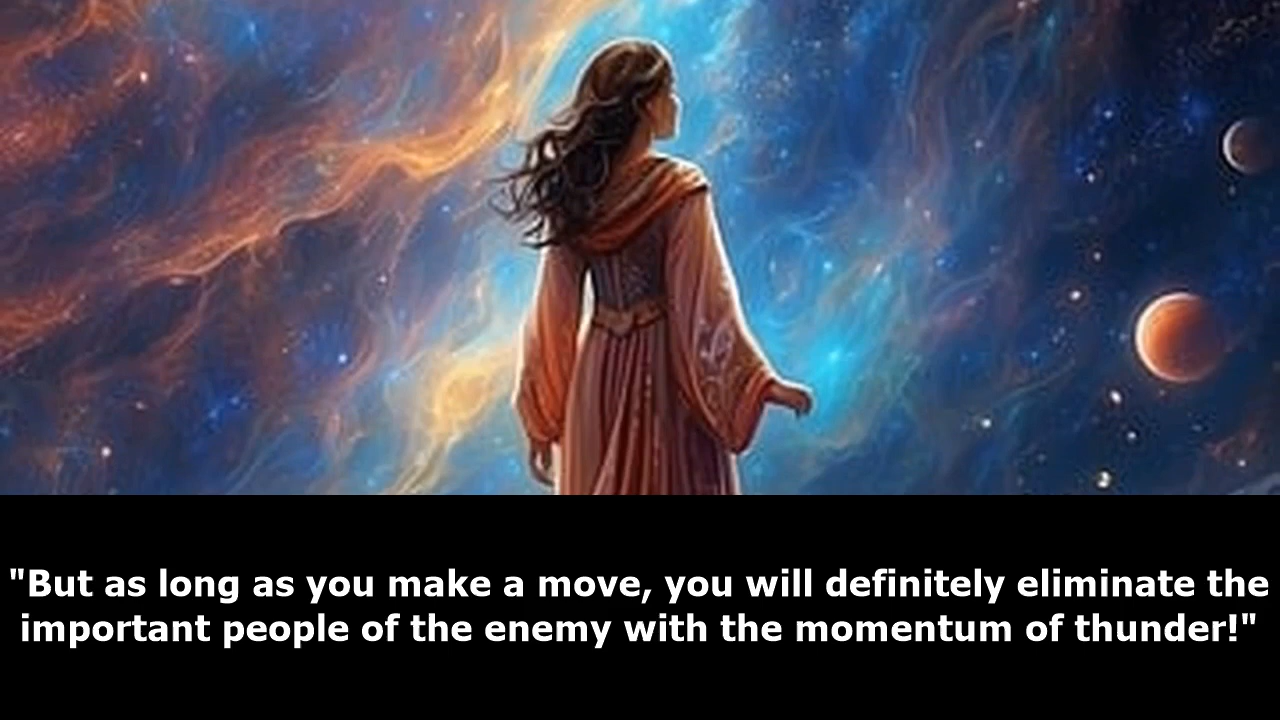 "But as long as you make a move, you will definitely eliminate the
important people of the enemy with the momentum of thunder!"